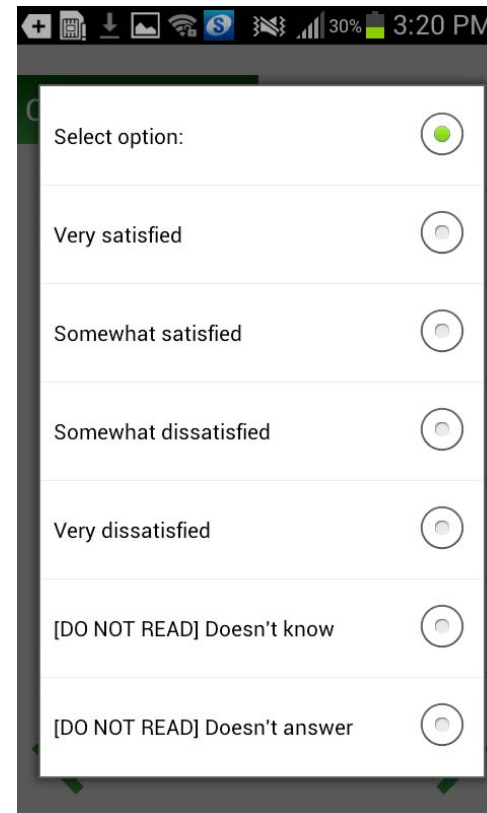 30% 3:20 PM
Select option:
Very satisfied
Somewhat satisfied
Somewhat dissatisfied
Very dissatisfied
[DO NOT READ] Doesn't know
[DO NOT READ] Doesn't answer